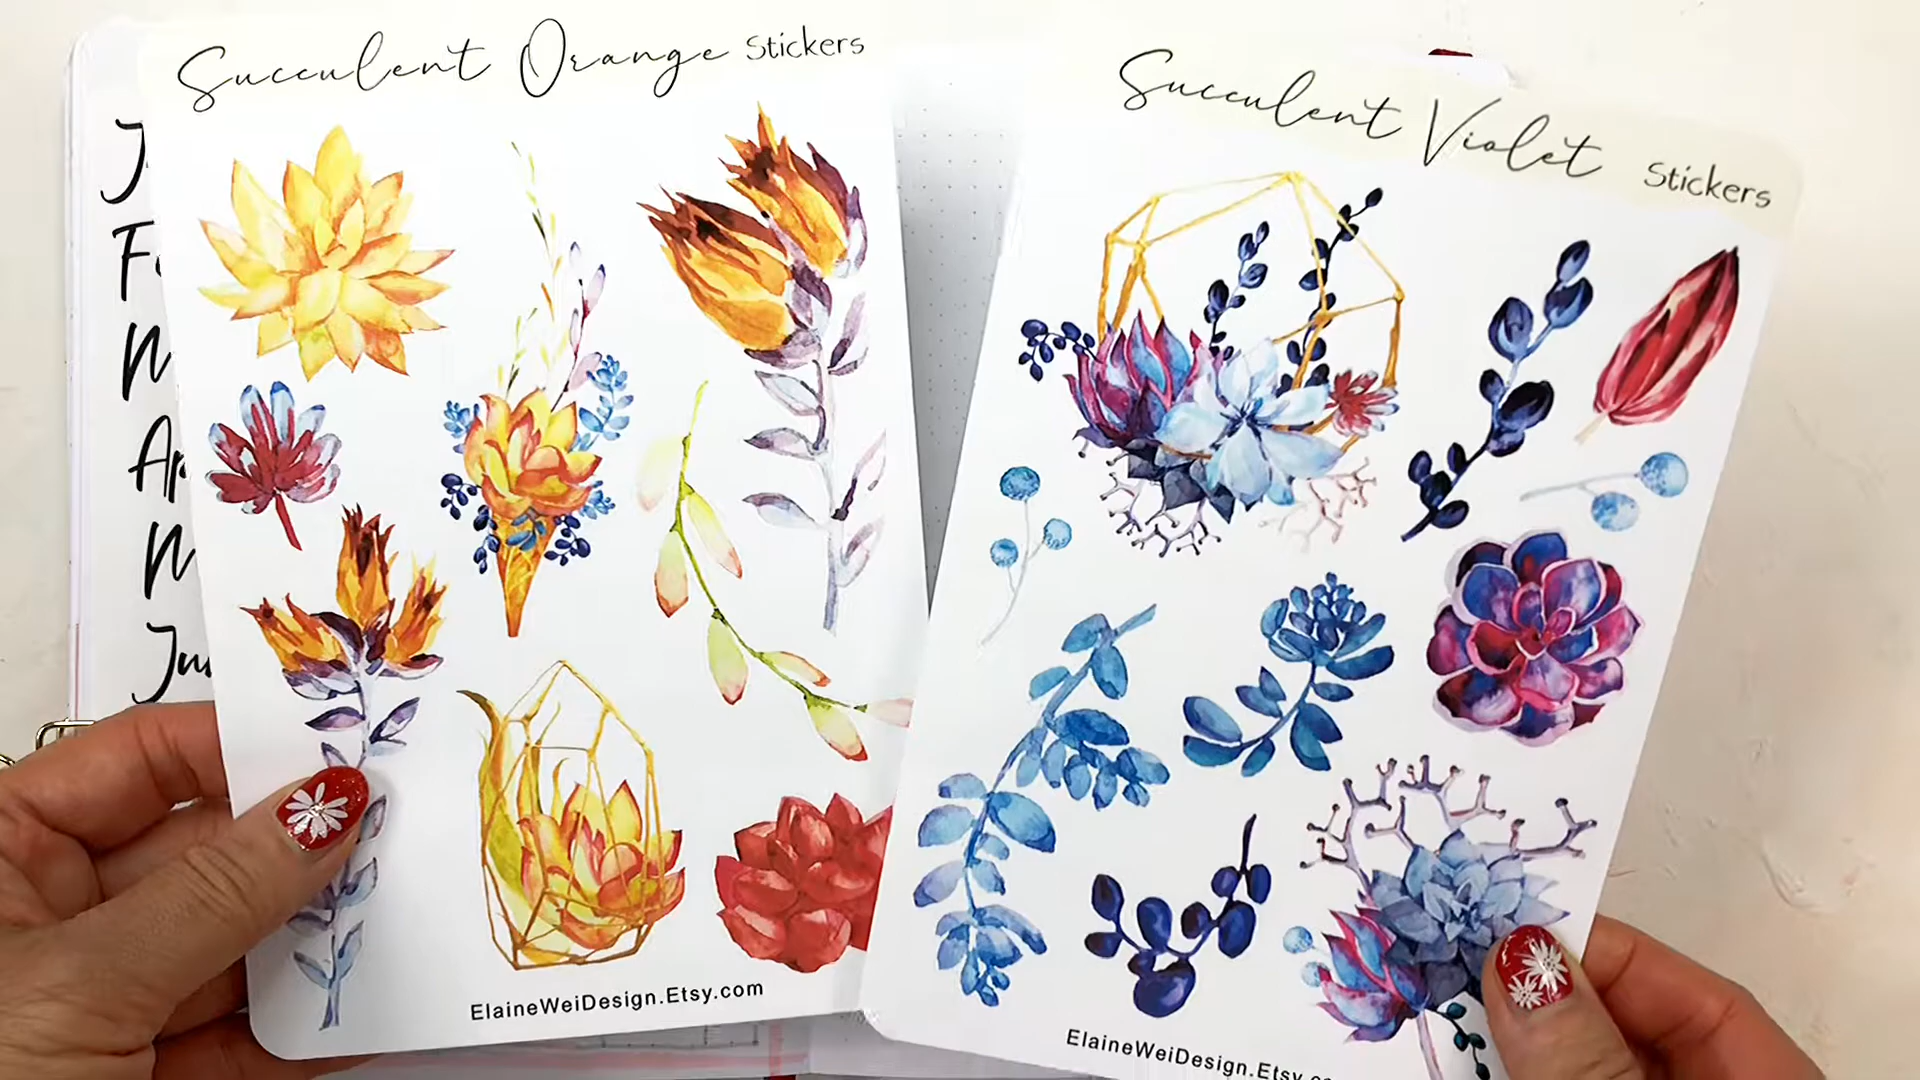 Succulent Orange Stickers
ElaineWeiDesign.Etsy.com
Succulent Violet Stickers
ElaineWeiDesign.Etsy